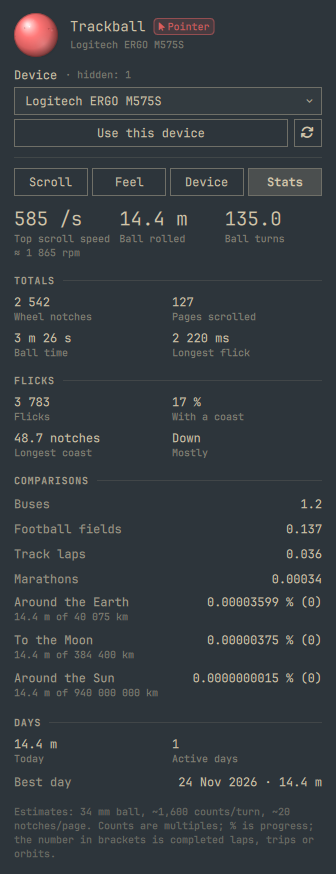 Trackball Pointer
Logitech ERGO M575S
Device · hidden: 1
Logitech ERGO M575S
Use this device
Scroll Feel Device Stats
585 /s 14.4 m 135.0
Top scroll speed Ball rolled Ball turns
≈ 1 865 rpm
TOTALS
2 542 127
Wheel notches Pages scrolled
3 m 26 s 2 220 ms
Ball time Longest flick
FLICKS
3 783 17 %
Flicks With a coast
48.7 notches Down
Longest coast Mostly
COMPARISONS
Buses 1.2
Football fields 0.137
Track laps 0.036
Marathons 0.00034
Around the Earth 0.00003599 % (0)
14.4 m of 40 075 km
To the Moon 0.00000375 % (0)
14.4 m of 384 400 km
Around the Sun 0.0000000015 % (0)
14.4 m of 940 000 000 km
DAYS
14.4 m 1
Today Active days
Best day 24 Nov 2026 · 14.4 m
Estimates: 34 mm ball, ~1,600 counts/turn, ~20
notches/page. Counts are multiples; % is progress;
the number in brackets is completed laps, trips or
orbits.